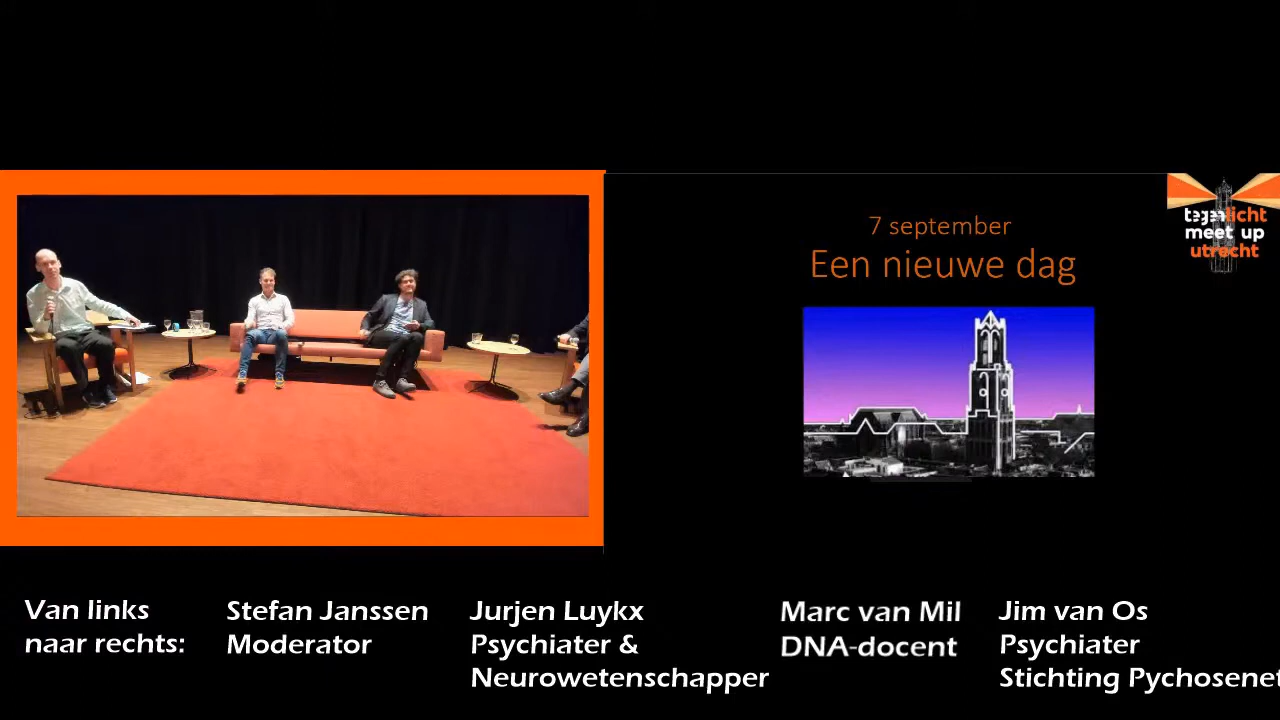 7 september
Een nieuwe dag
tegenlicht
meet up
utrecht
Van links
naar rechts:
Stefan Janssen
Moderator
Jurjen Luykx
Psychiater &
Neurowetenschapper
Marc van Mil
DNA-docent
Jim van Os
Psychiater
Stichting Pychosenet